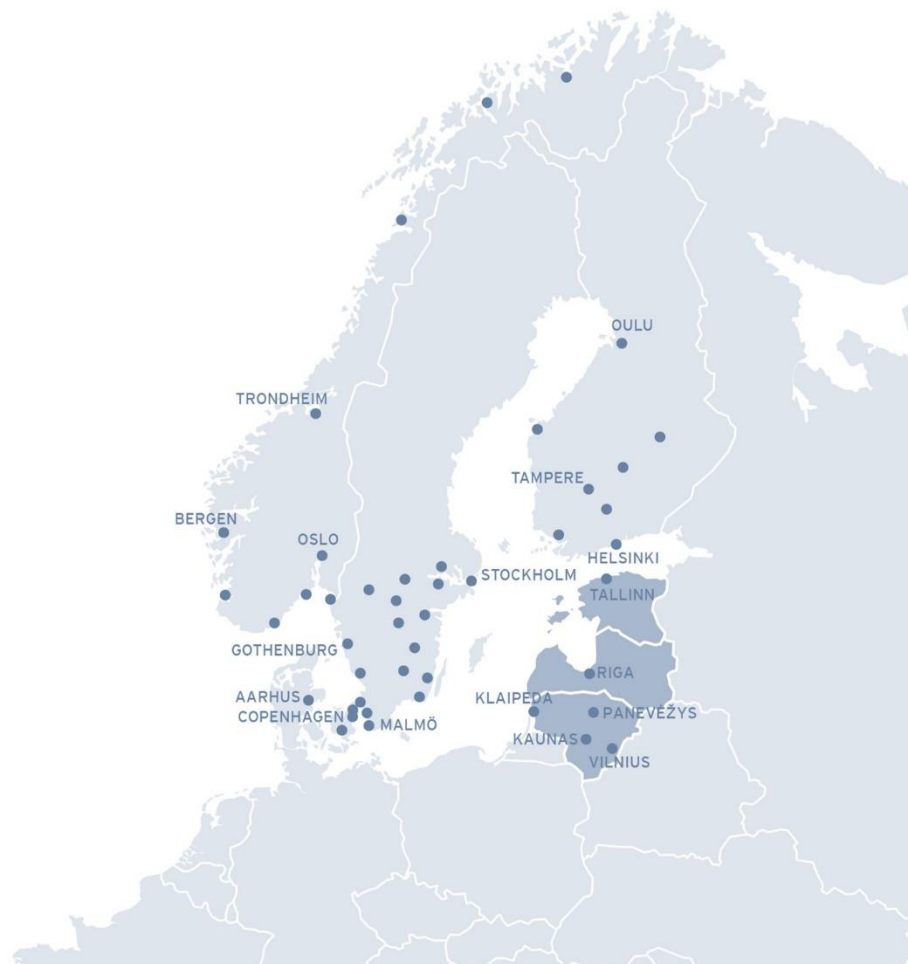 OULU
TRONDHEIM
TAMPERE
BERGEN
OSLO
HELSINKI
STOCKHOLM
TALLINN
GOTHENBURG
RIGA
AARHUS
KLAIPEDA
COPENHAGEN
PANEVĖŽYS
MALMÖ
KAUNAS
VILNIUS